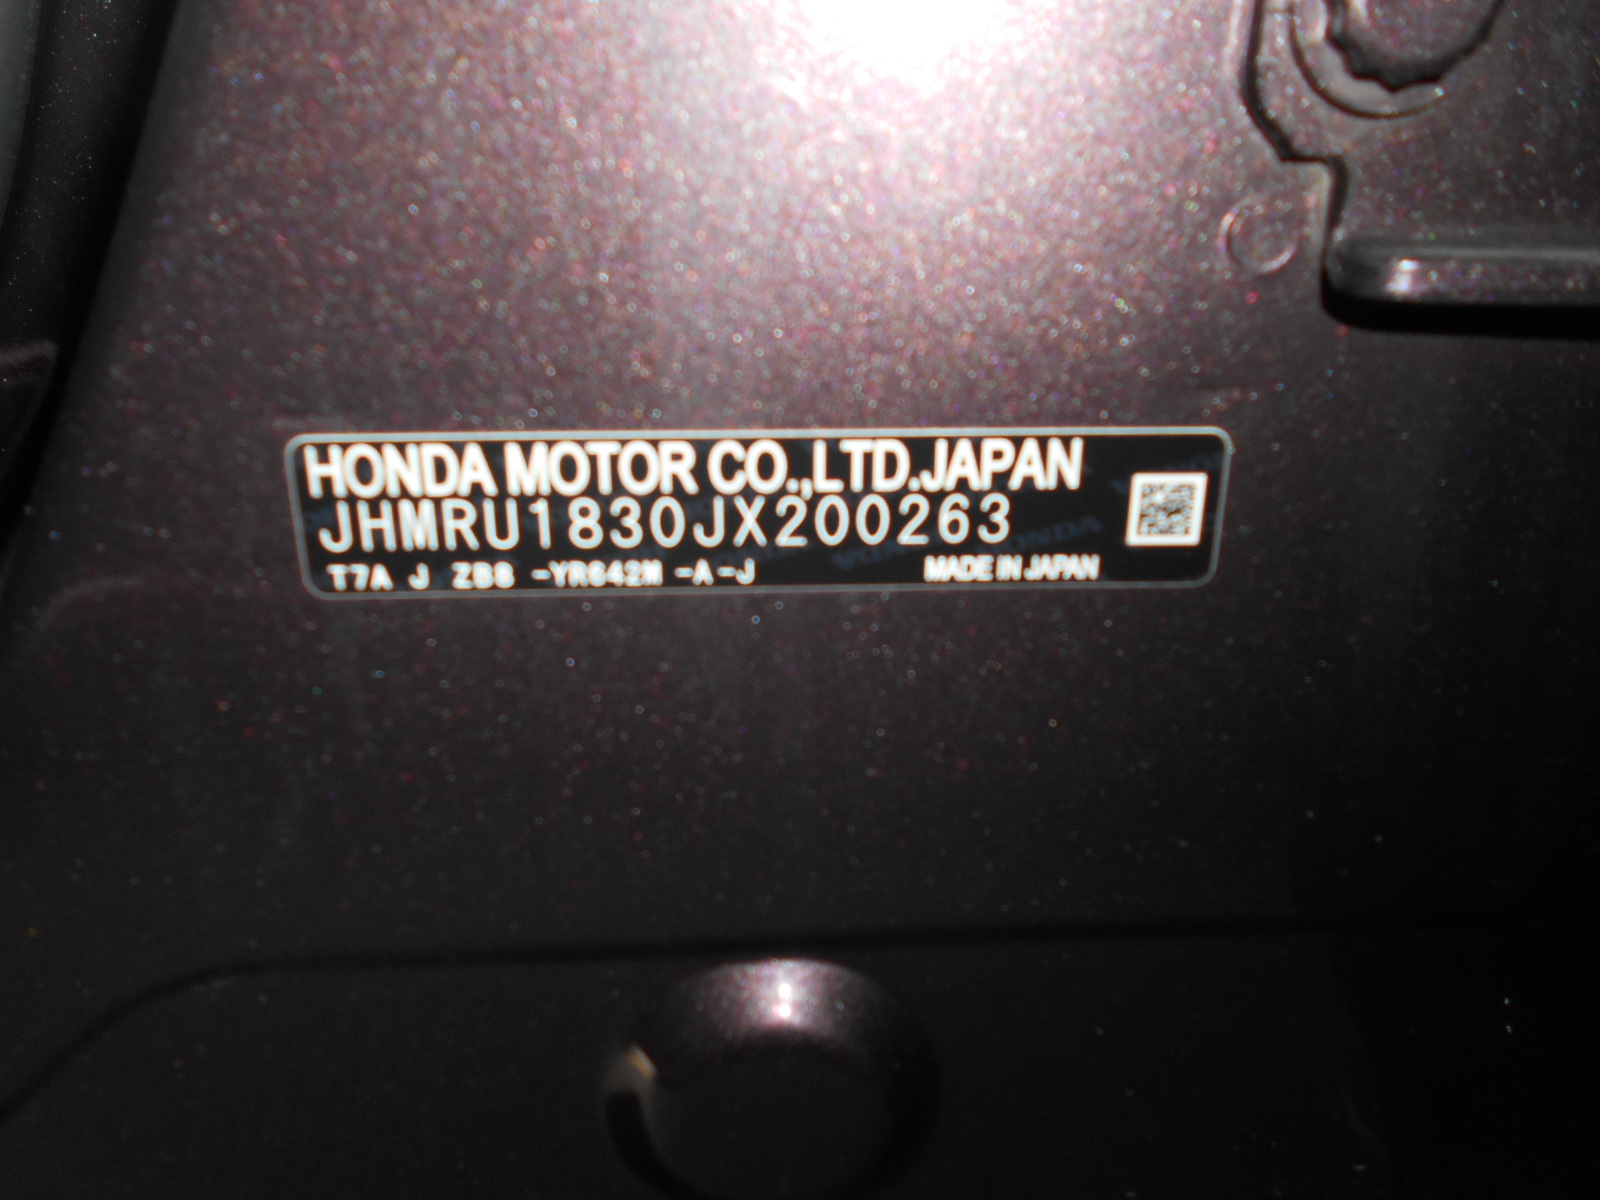 HONDA MOTOR CO.,LTD.JAPAN
JHMRU1830JX200263
T7A J ZBS -YR642M -A-J
MADE IN JAPAN